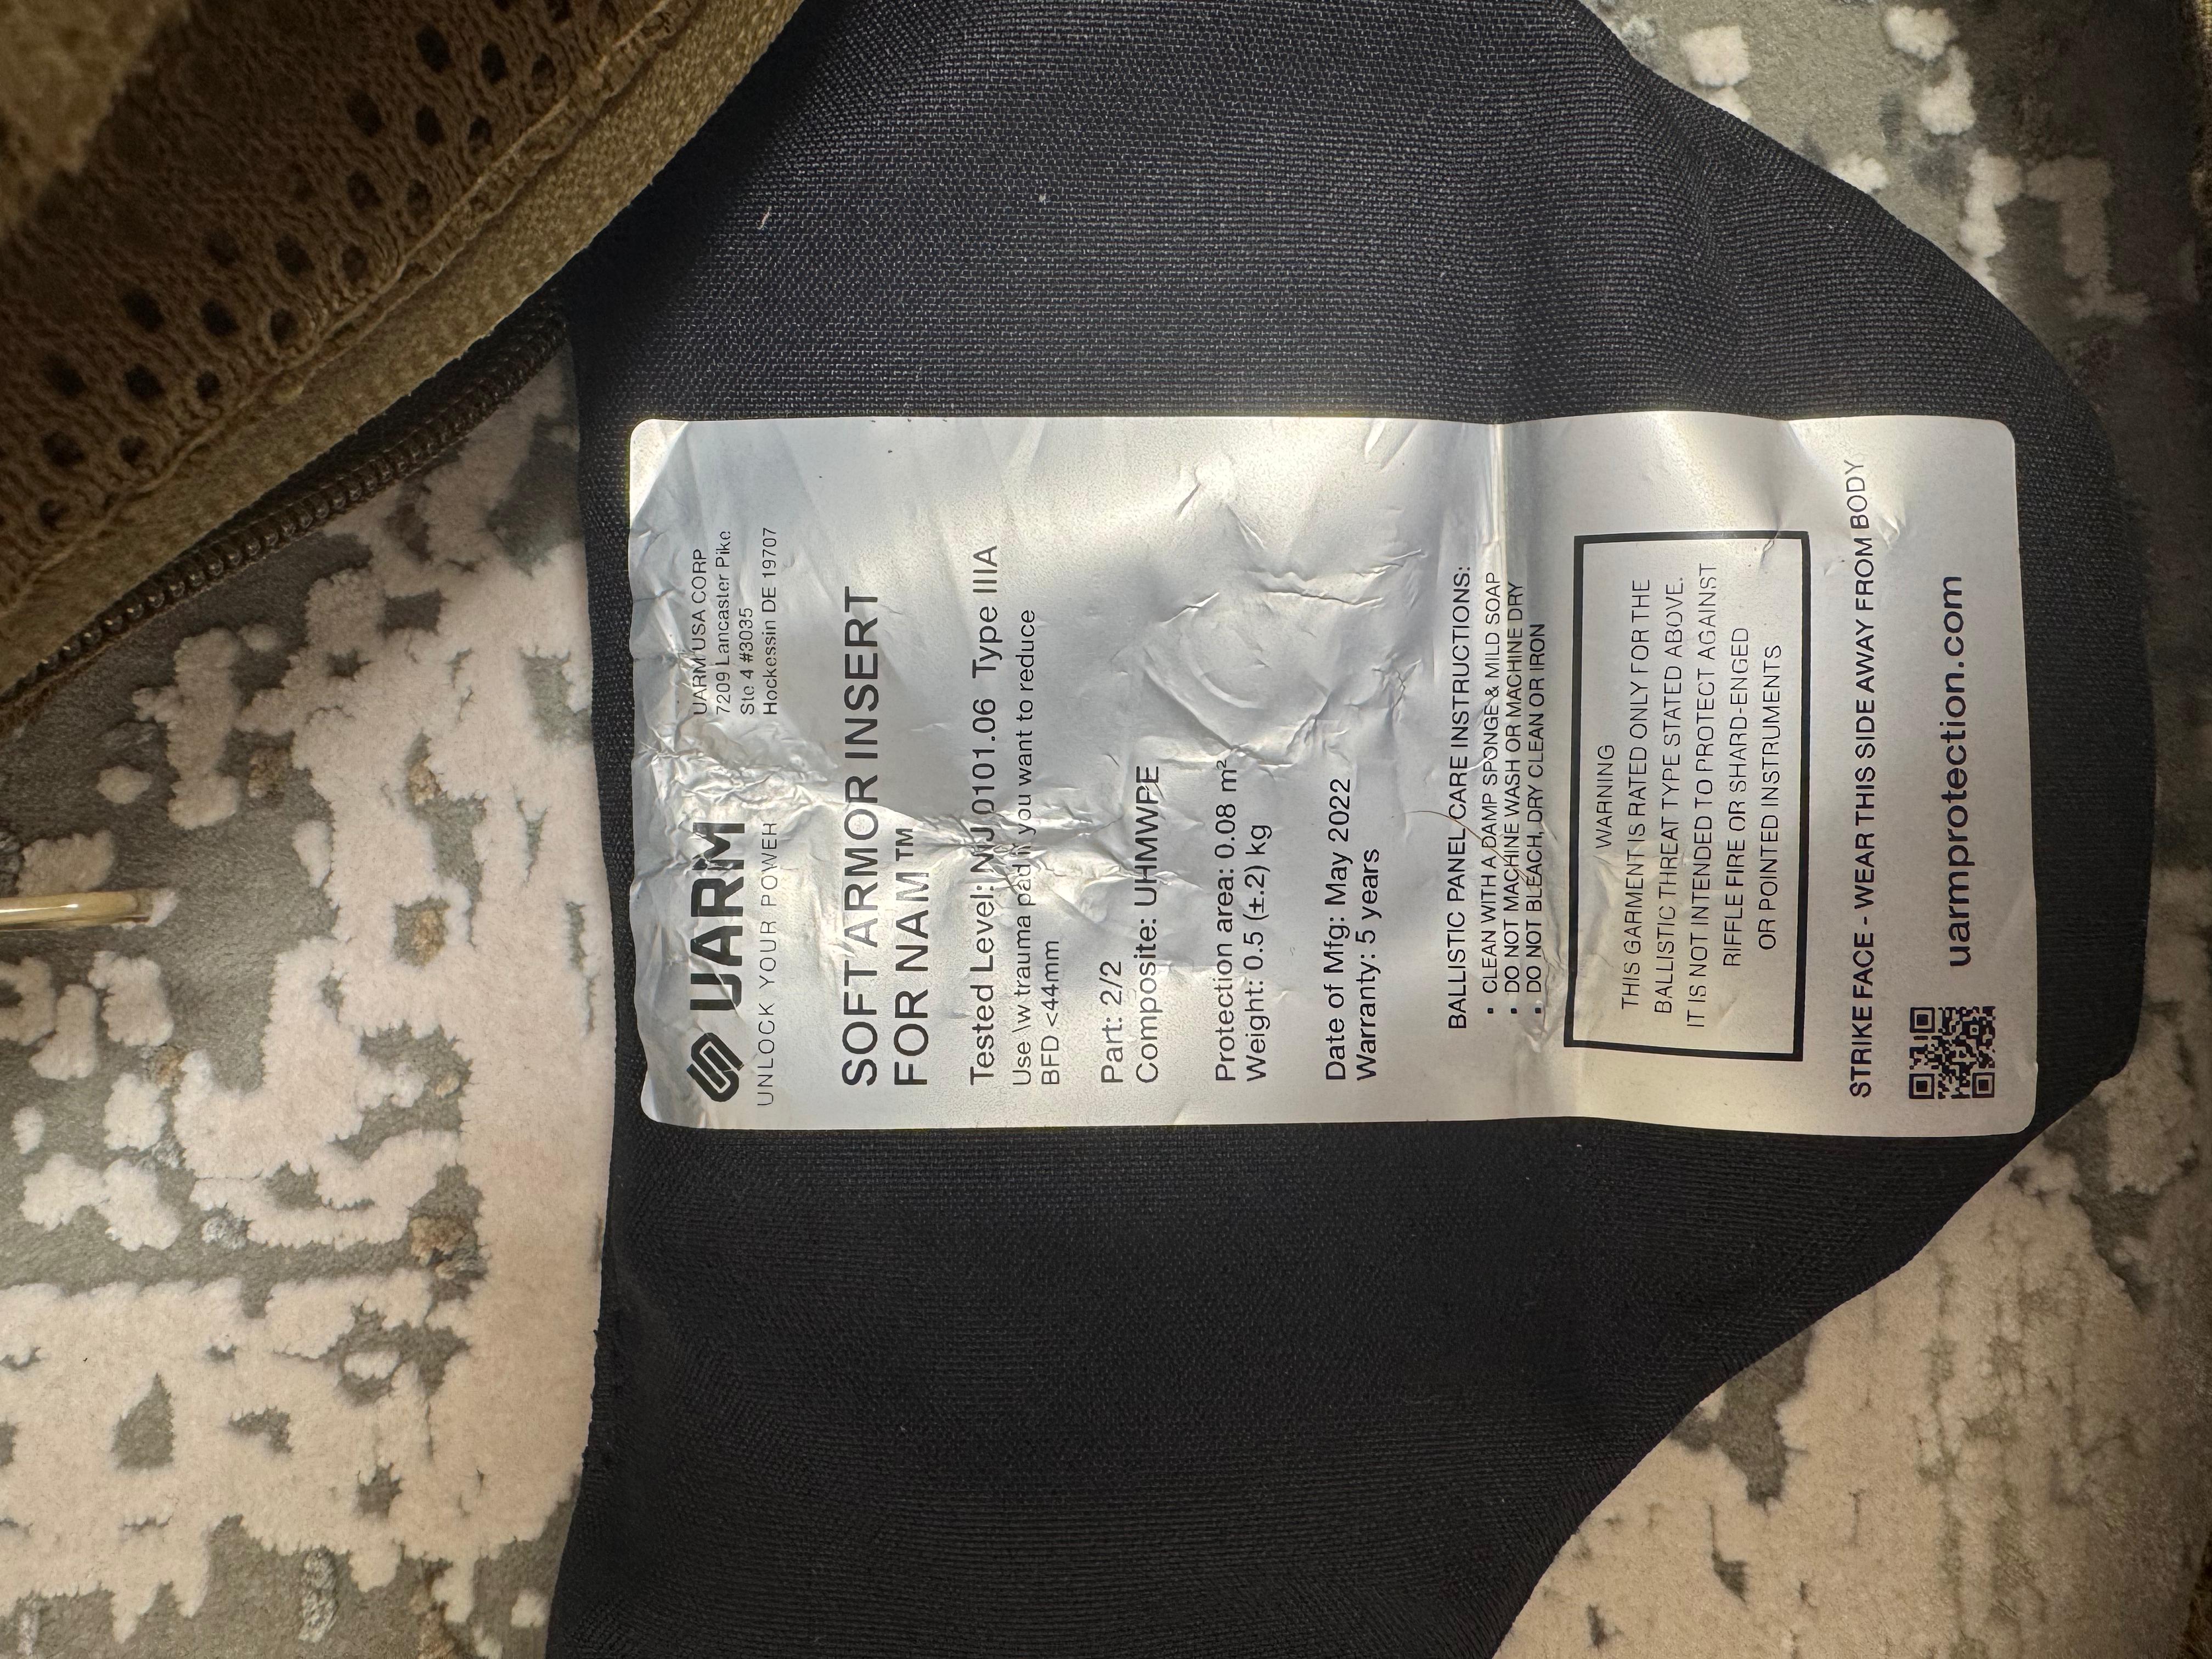 UARM
UNLOCK YOUR POWER
UARM USA CORP
7209 Lancaster Pike
Ste 4 #3035
Hockessin DE 19707
SOFT ARMOR INSERT
FOR NAM™
Tested Level: NIJ 0101.06 Type IIIA
Use \w trauma pad if you want to reduce
BFD <44mm
Part: 2/2
Composite: UHMWPE
Protection area: 0.08 m²
Weight: 0.5 (±.2) kg
Date of Mfg: May 2022
Warranty: 5 years
BALLISTIC PANEL CARE INSTRUCTIONS:
• CLEAN WITH A DAMP SPONGE & MILD SOAP
• DO NOT MACHINE WASH OR MACHINE DRY
• DO NOT BLEACH, DRY CLEAN OR IRON
WARNING
THIS GARMENT IS RATED ONLY FOR THE
BALLISTIC THREAT TYPE STATED ABOVE.
IT IS NOT INTENDED TO PROTECT AGAINST
RIFFLE FIRE OR SHARD-ENGED
OR POINTED INSTRUMENTS
STRIKE FACE - WEAR THIS SIDE AWAY FROM BODY
uarmprotection.com